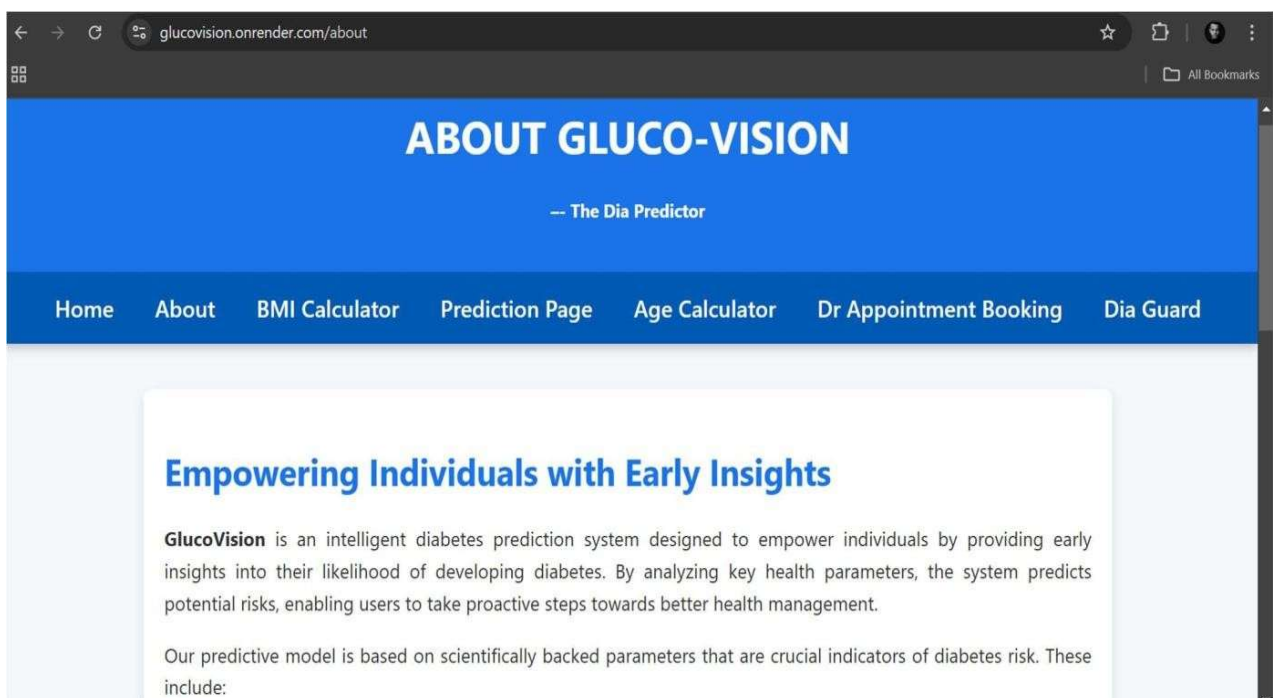 glucovision.onrender.com/about
All Bookmarks
ABOUT GLUCO-VISION
–- The Dia Predictor
Home About BMI Calculator Prediction Page Age Calculator Dr Appointment Booking Dia Guard
Empowering Individuals with Early Insights
GlucoVision is an intelligent diabetes prediction system designed to empower individuals by providing early
insights into their likelihood of developing diabetes. By analyzing key health parameters, the system predicts
potential risks, enabling users to take proactive steps towards better health management.
Our predictive model is based on scientifically backed parameters that are crucial indicators of diabetes risk. These
include: